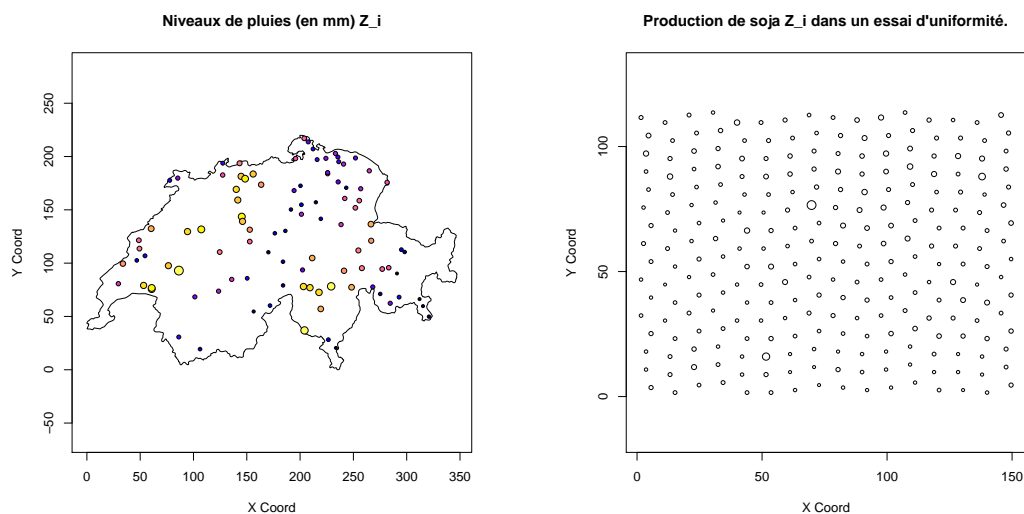 Niveaux de pluies (en mm) Z_i
Y Coord
250
200
150
100
50
0
−50
0 50 100 150 200 250 300 350
X Coord
Production de soja Z_i dans un essai d'uniformité.
Y Coord
100
50
0
0 50 100 150
X Coord